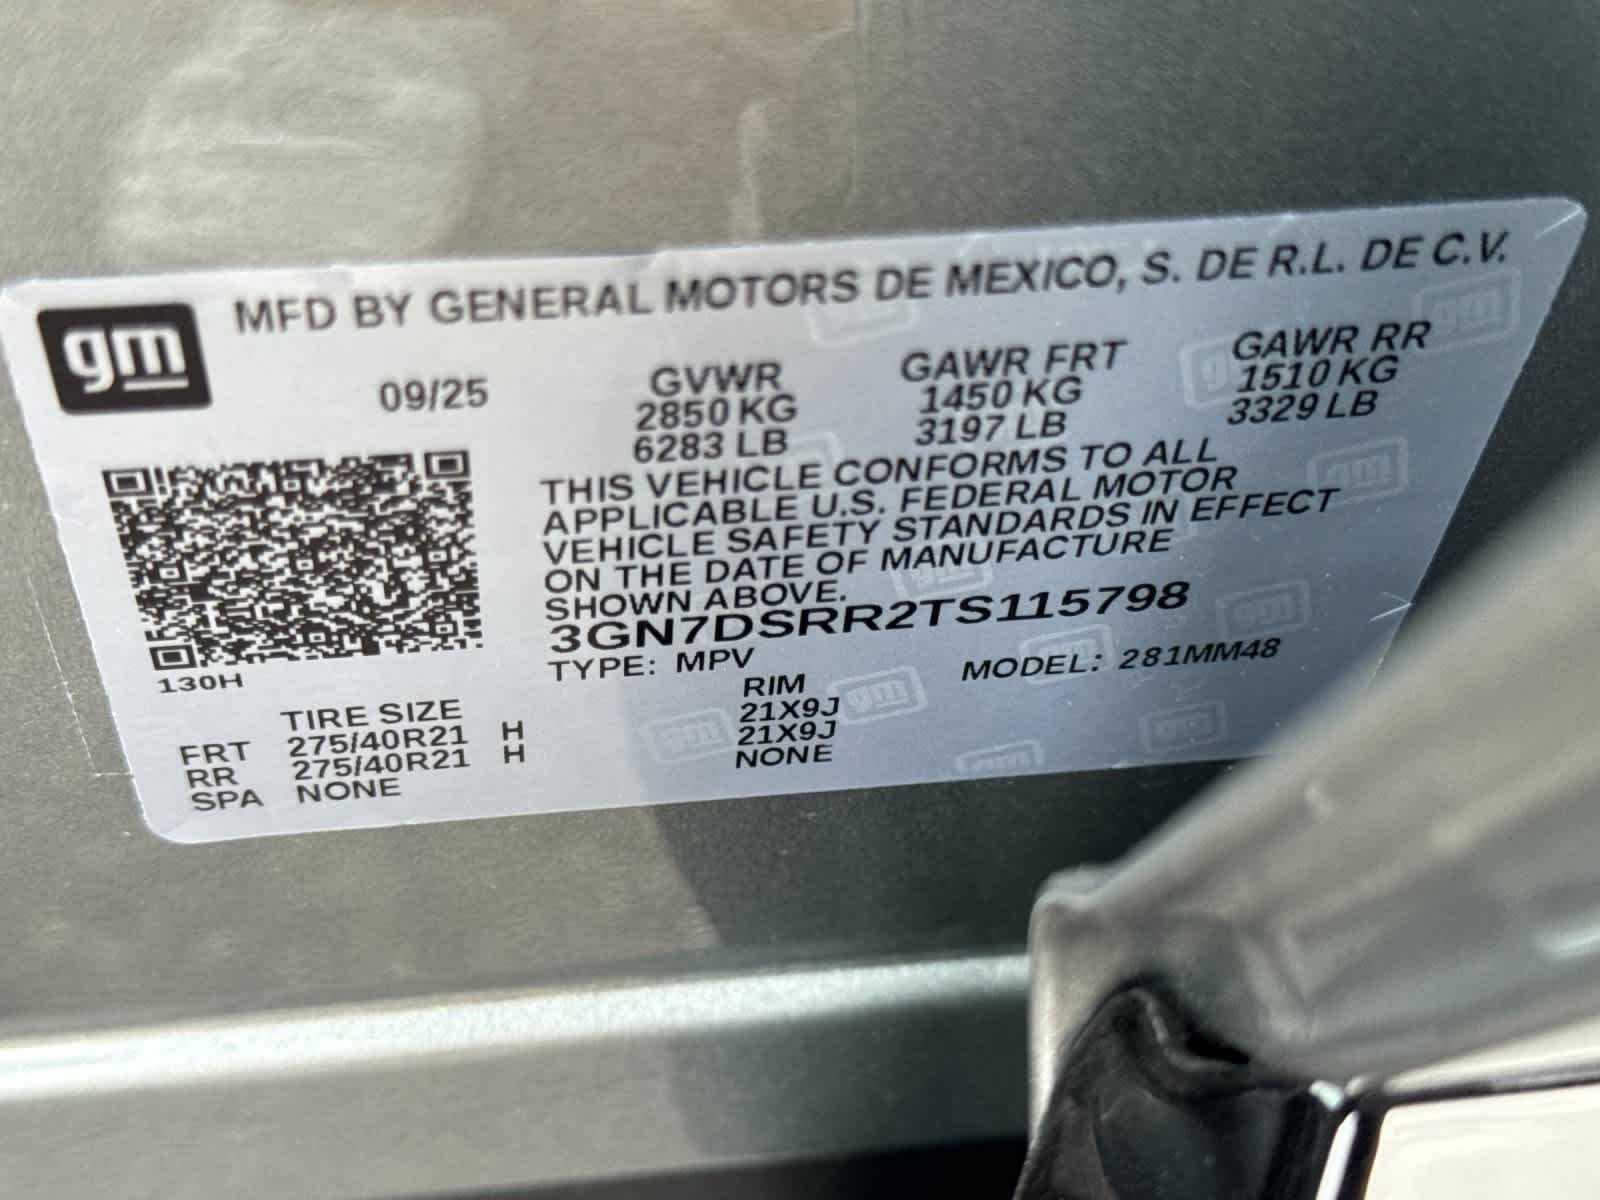 gm
MFD BY GENERAL MOTORS DE MEXICO, S. DE R.L. DE C.V.
09/25
GVWR GAWR FRT GAWR RR
2850 KG 1450 KG 1510 KG
6283 LB 3197 LB 3329 LB
THIS VEHICLE CONFORMS TO ALL
APPLICABLE U.S. FEDERAL MOTOR
VEHICLE SAFETY STANDARDS IN EFFECT
ON THE DATE OF MANUFACTURE
SHOWN ABOVE.
3GN7DSRR2TS115798
TYPE: MPV MODEL: 281MM48
130H
TIRE SIZE RIM
FRT 275/40R21 H 21X9J
RR 275/40R21 H 21X9J
SPA NONE NONE